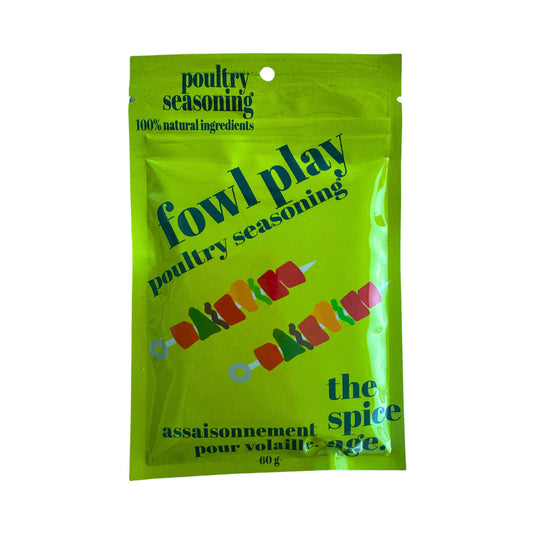 poultry
seasoning
100% natural ingredients
fowl play
poultry seasoning
the
spice
age.
assaisonnement
pour volaille
60 g